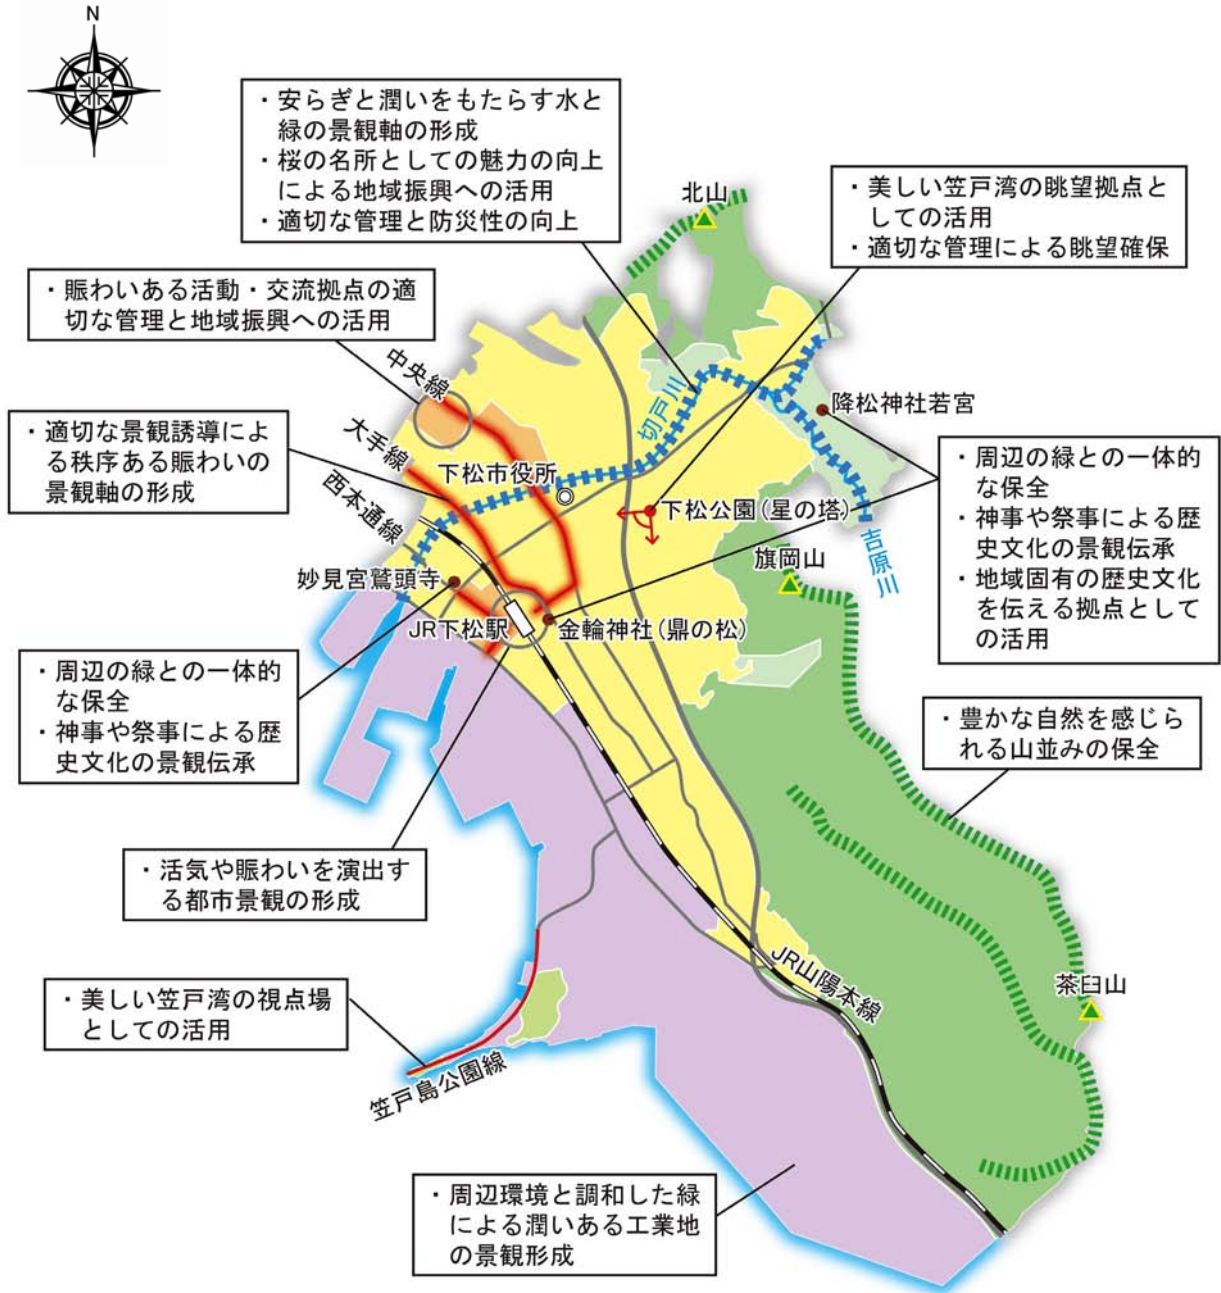 N
・安らぎと潤いをもたらす水と
緑の景観軸の形成
・桜の名所としての魅力の向上
による地域振興への活用
・適切な管理と防災性の向上
・美しい笠戸湾の眺望拠点と
しての活用
・適切な管理による眺望確保
北山
・賑わいある活動・交流拠点の適
切な管理と地域振興への活用
中央線
切戸川
降松神社若宮
・適切な景観誘導によ
る秩序ある賑わいの
景観軸の形成
大手線
下松市役所
西本通線
下松公園(星の塔)
・周辺の緑との一体的
な保全
・神事や祭事による歴
史文化の景観伝承
・地域固有の歴史文化
を伝える拠点として
の活用
旗岡山
吉原川
妙見宮鷲頭寺
JR下松駅
金輪神社(鼎の松)
・周辺の緑との一体的
な保全
・神事や祭事による歴
史文化の景観伝承
・豊かな自然を感じら
れる山並みの保全
・活気や賑わいを演出す
る都市景観の形成
JR山陽本線
茶臼山
・美しい笠戸湾の視点場
としての活用
笠戸島公園線
・周辺環境と調和した緑
による潤いある工業地
の景観形成